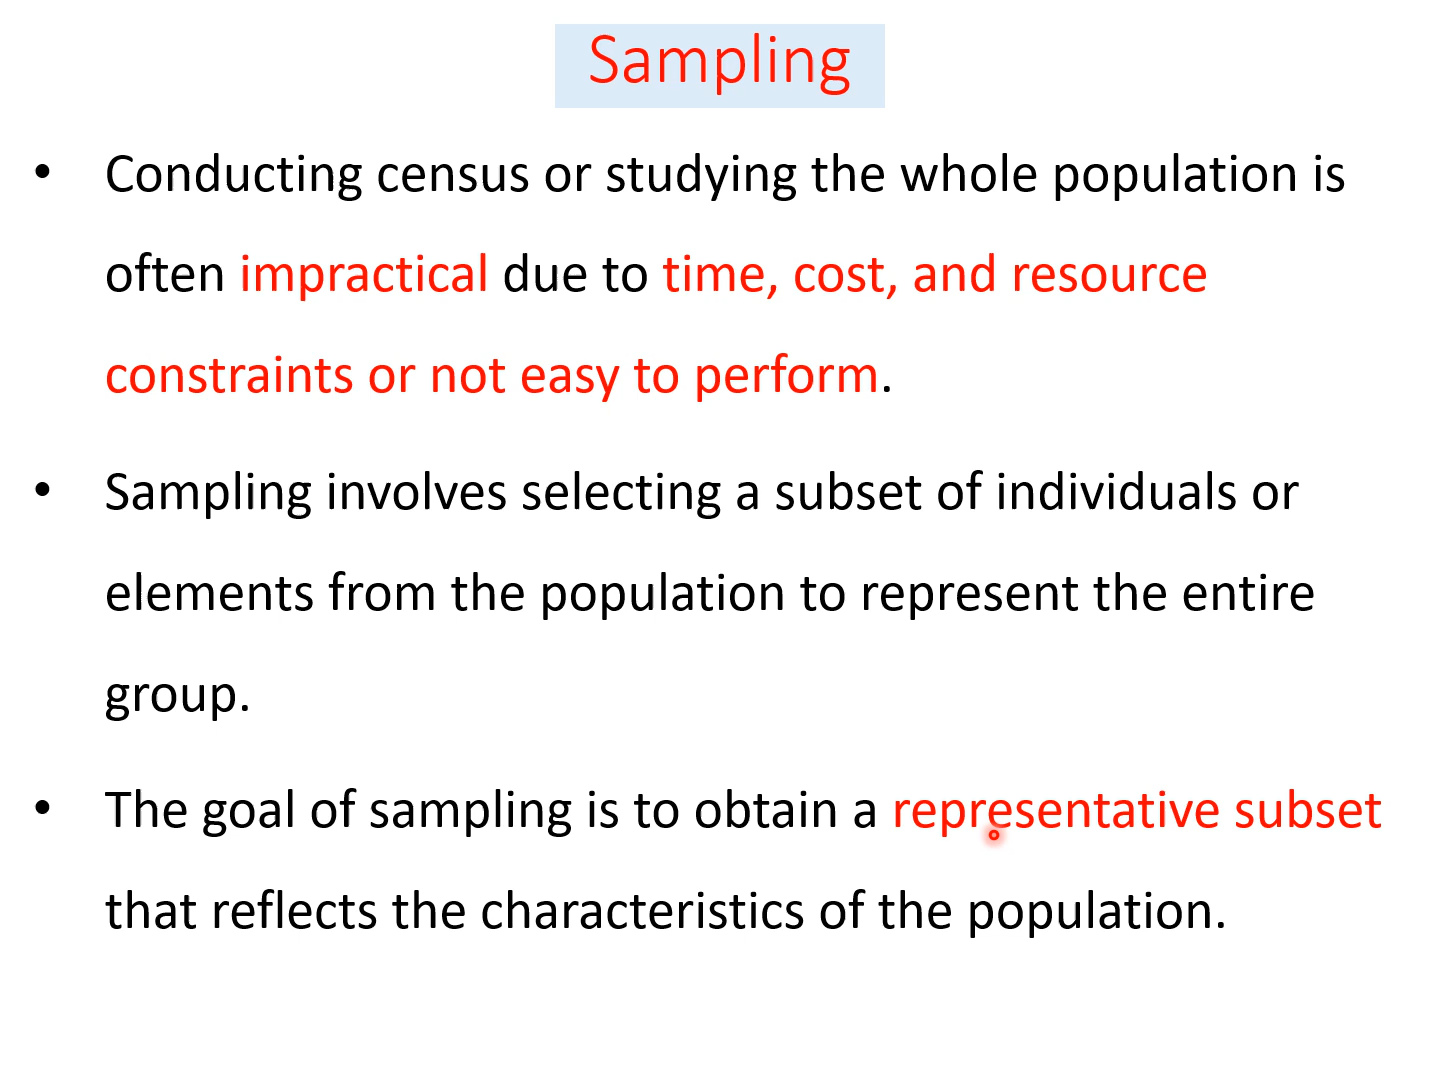 Sampling
• Conducting census or studying the whole population is
often impractical due to time, cost, and resource
constraints or not easy to perform.
• Sampling involves selecting a subset of individuals or
elements from the population to represent the entire
group.
• The goal of sampling is to obtain a representative subset
that reflects the characteristics of the population.